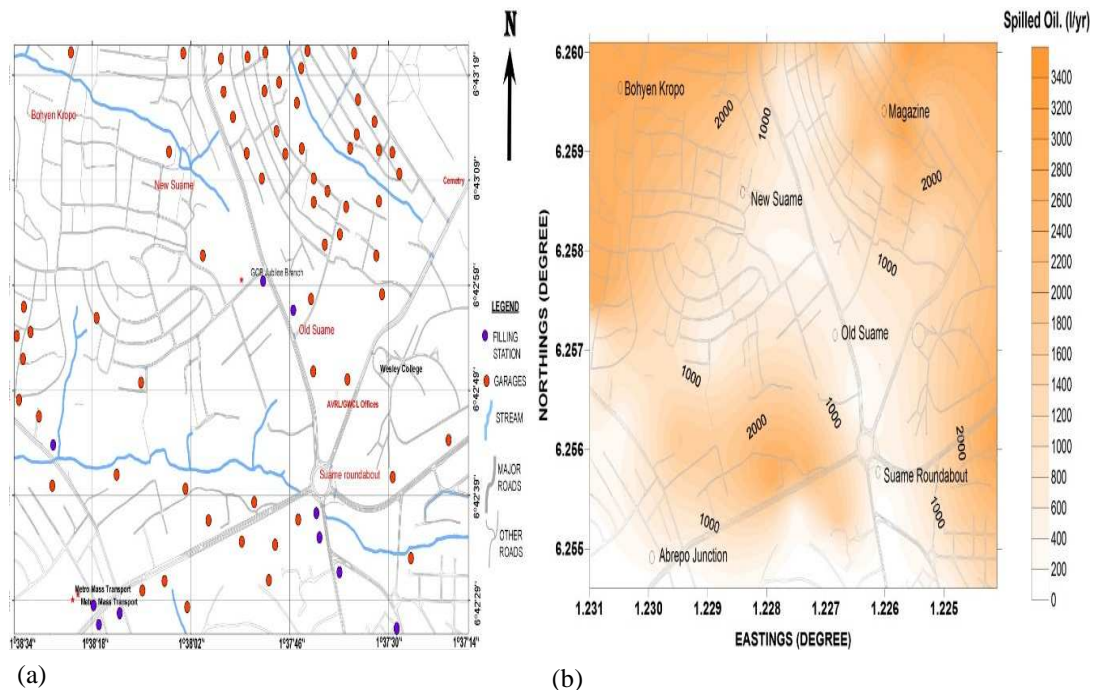 N
Bohyen Kropo
New Suame
Cemetry
GCB Jubilee Branch
Old Suame
Wesley College
AVRL/GWCL Offices
Suame roundabout
Metro Mass Transport
Metro Mass Transport
6°43'19"
6°43'09"
6°42'59"
6°42'49"
6°42'39"
6°42'29"
1°38'34"
1°38'02"
1°37'46"
1°37'30"
1°37'14"
LEGEND
FILLING
STATION
GARAGES
STREAM
MAJOR
ROADS
OTHER
ROADS
(a)
Spilled Oil. (l/yr)
3400
3200
3000
2800
2600
2400
2200
2000
1800
1600
1400
1200
1000
800
600
400
200
0
NORTHINGS (DEGREE)
6.260
6.259
6.258
6.257
6.256
6.255
Bohyen Kropo
2000
1000
Magazine
2000
New Suame
1000
Old Suame
1000
2000
1000
2000
Suame Roundabout
1000
1000
Abrepo Junction
1.231
1.230
1.229
1.228
1.227
1.226
1.225
EASTINGS (DEGREE)
(b)